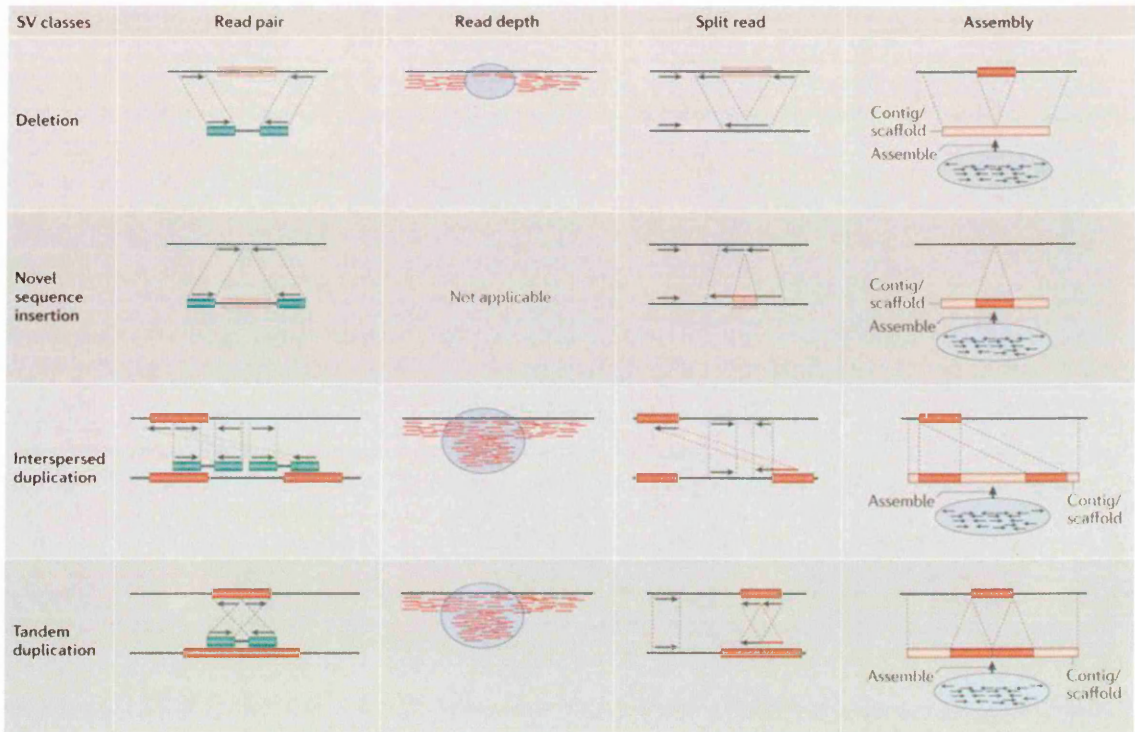 SV classes Read pair Read depth Split read Assembly
Deletion
Contig/
scaffold
Assemble
Novel
sequence
insertion
Not applicable
Contig/
scaffold
Assemble
Interspersed
duplication
Assemble
Contig/
scaffold
Tandem
duplication
Assemble
Contig/
scaffold